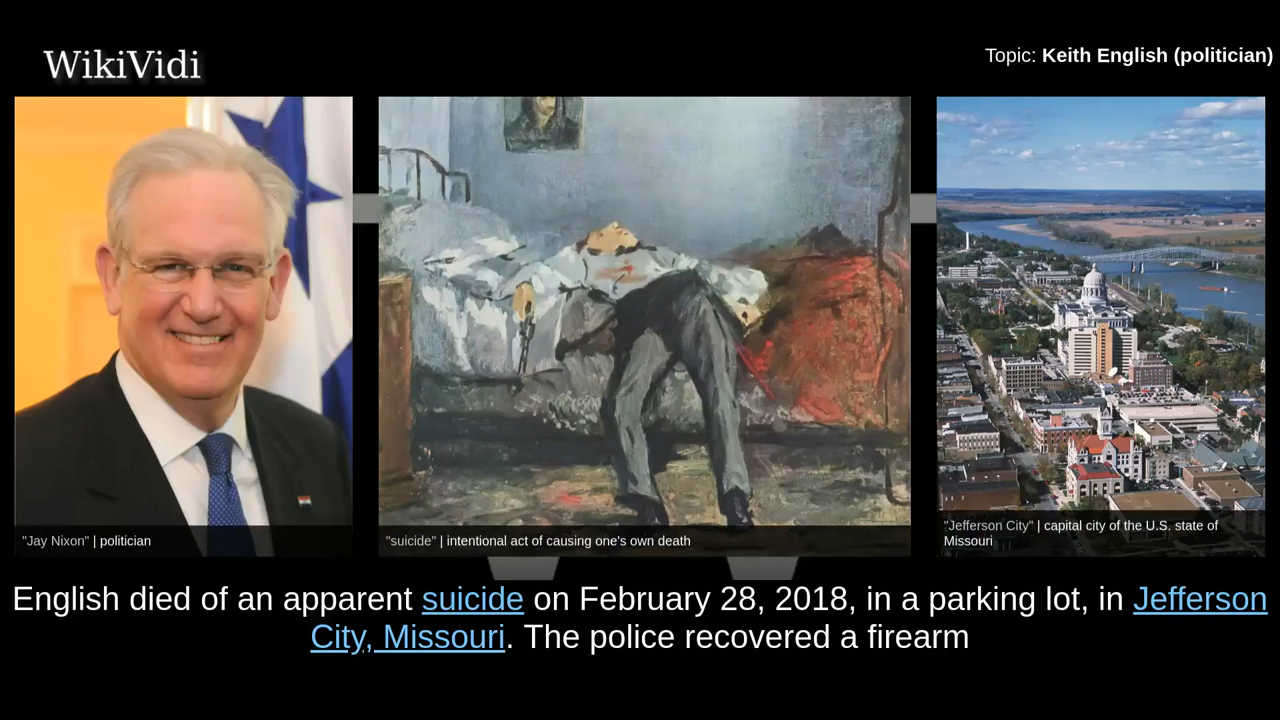 WikiVidi
Topic: Keith English (politician)
"Jay Nixon" | politician
"suicide" | intentional act of causing one's own death
"Jefferson City" | capital city of the U.S. state of
Missouri
English died of an apparent suicide on February 28, 2018, in a parking lot, in Jefferson
City, Missouri. The police recovered a firearm